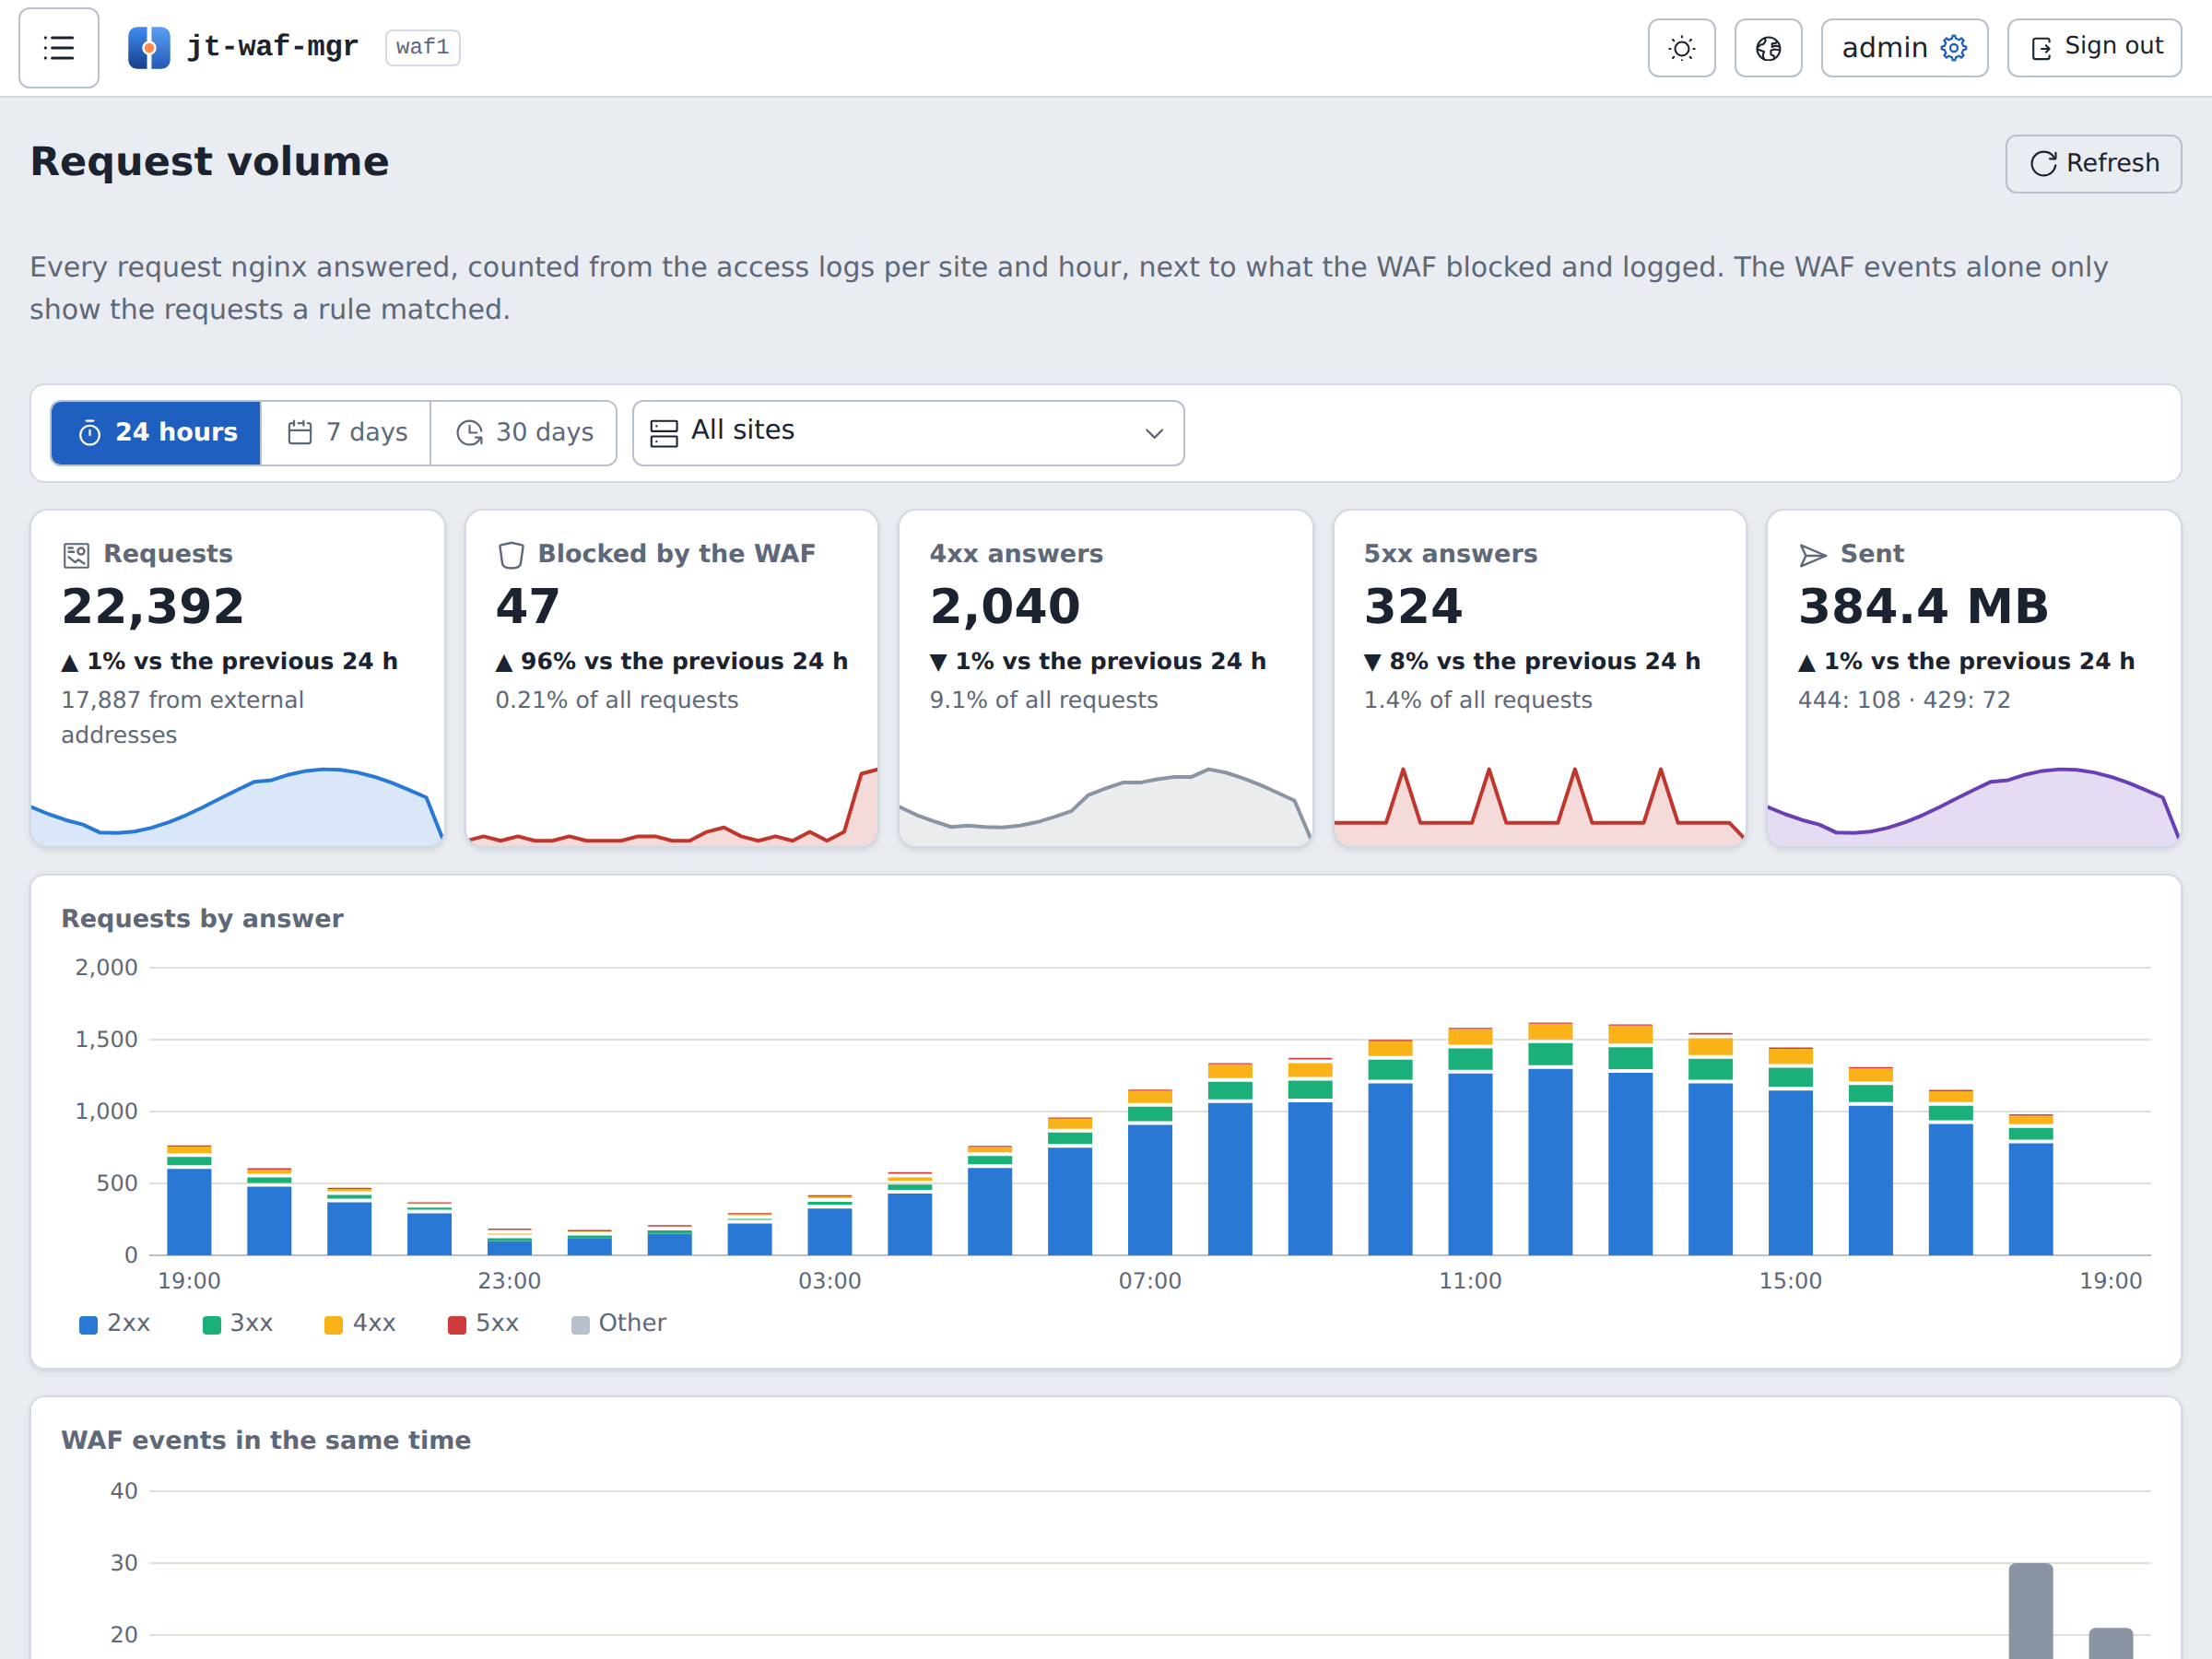 jt-waf-mgr
waf1
admin
Sign out
Request volume
Refresh
Every request nginx answered, counted from the access logs per site and hour, next to what the WAF blocked and logged. The WAF events alone only
show the requests a rule matched.
24 hours
7 days
30 days
All sites
Requests
22,392
▲ 1% vs the previous 24 h
17,887 from external
addresses
Blocked by the WAF
47
▲ 96% vs the previous 24 h
0.21% of all requests
4xx answers
2,040
▼ 1% vs the previous 24 h
9.1% of all requests
5xx answers
324
▼ 8% vs the previous 24 h
1.4% of all requests
Sent
384.4 MB
▲ 1% vs the previous 24 h
444: 108 · 429: 72
Requests by answer
2,000
1,500
1,000
500
0
19:00
23:00
03:00
07:00
11:00
15:00
19:00
2xx
3xx
4xx
5xx
Other
WAF events in the same time
40
30
20